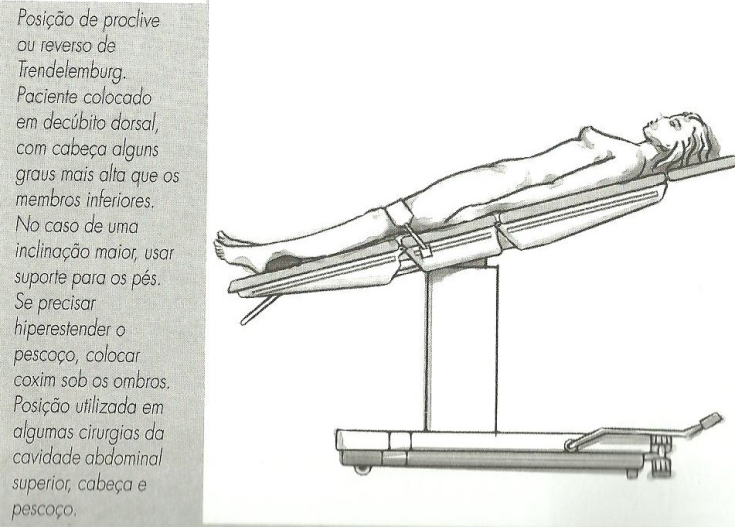 Posição de proclive
ou reverso de
Trendelemburg.
Paciente colocado
em decúbito dorsal,
com cabeça alguns
graus mais alta que os
membros inferiores.
No caso de uma
inclinação maior, usar
suporte para os pés.
Se precisar
hiperestender o
pescoço, colocar
coxim sob os ombros.
Posição utilizada em
algumas cirurgias da
cavidade abdominal
superior, cabeça e
pescoço.